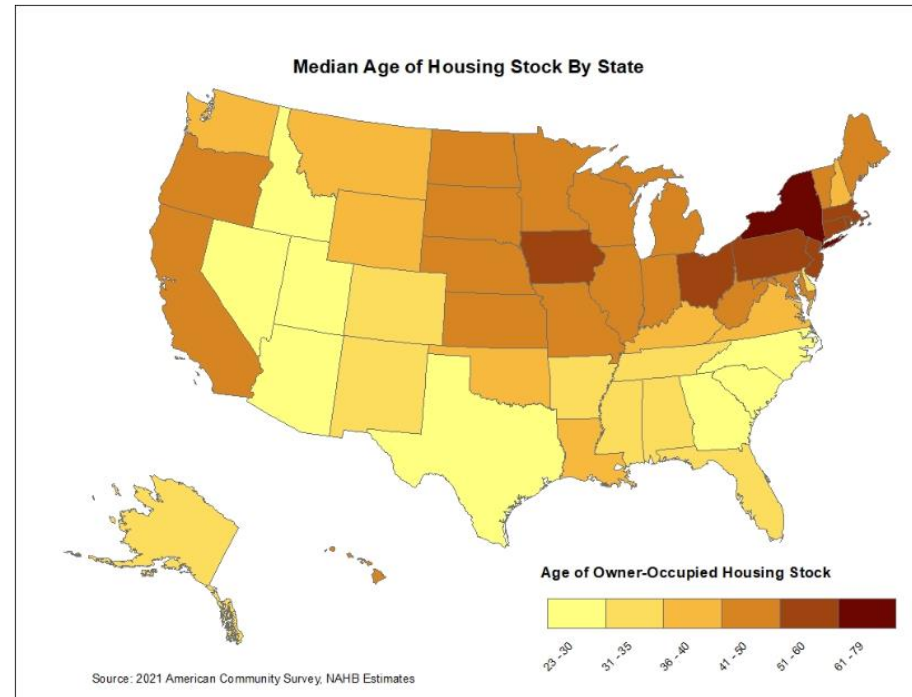 Median Age of Housing Stock By State
Age of Owner-Occupied Housing Stock
23 - 30
31 - 35
36 - 40
41 - 50
51 - 60
61 - 79
Source: 2021 American Community Survey, NAHB Estimates